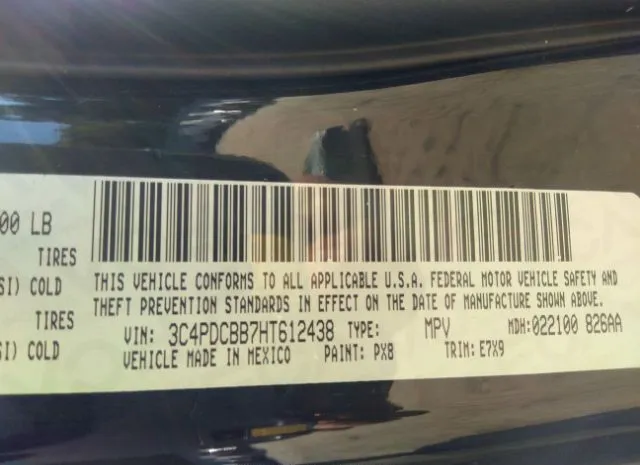 00 LB
TIRES
SI) COLD
TIRES
SI) COLD
THIS VEHICLE CONFORMS TO ALL APPLICABLE U.S.A. FEDERAL MOTOR VEHICLE SAFETY AND
THEFT PREVENTION STANDARDS IN EFFECT ON THE DATE OF MANUFACTURE SHOWN ABOVE.
VIN: 3C4PDCBB7HT612438 TYPE: MPV MDH:022100 826AA
VEHICLE MADE IN MEXICO PAINT: PX8 TRIM: E7X9